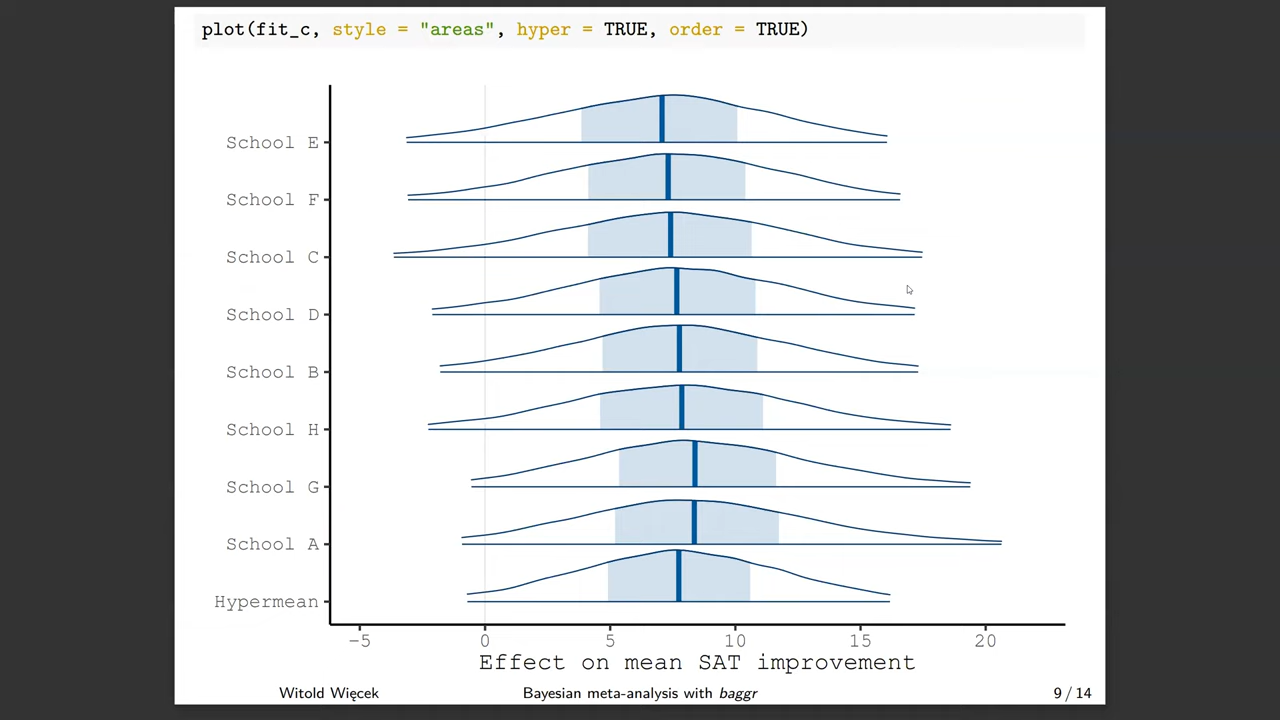 plot(fit_c, style = "areas", hyper = TRUE, order = TRUE)
School E
School F
School C
School D
School B
School H
School G
School A
Hypermean
−5 0 5 10 15 20
Effect on mean SAT improvement
Witold Więcek Bayesian meta-analysis with baggr 9 / 14